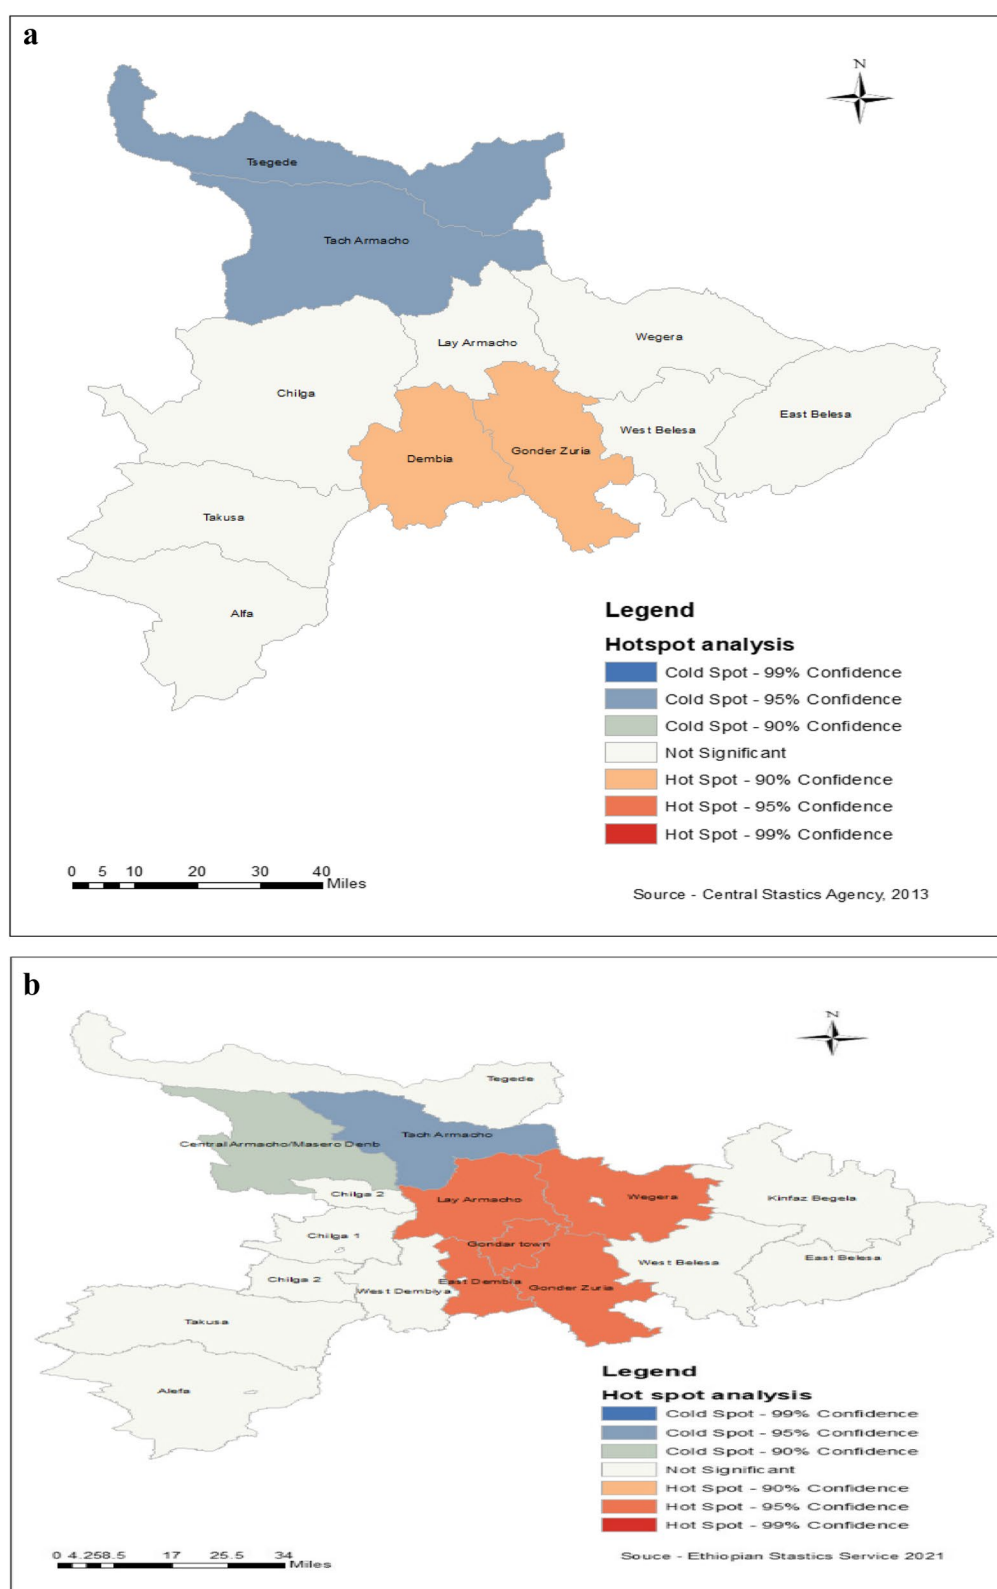 a
N
Tsegede
Tach Armacho
Lay Armacho
Wegera
Chilga
East Belesa
West Belesa
Dembia
Gonder Zuria
Takusa
Alfa
Legend
Hotspot analysis
Cold Spot - 99% Confidence
Cold Spot - 95% Confidence
Cold Spot - 90% Confidence
Not Significant
Hot Spot - 90% Confidence
Hot Spot - 95% Confidence
Hot Spot - 99% Confidence
0 5 10 20 30 40
Miles
Source - Central Stastics Agency, 2013
b
N
Tegede
Tach Armacho
Central Armacho/Masero Denb
Chilga 2
Lay Armacho
Wegera
Kinfaz Begela
Chilga 1
Gondar town
West Belesa
East Belesa
Chilga 2
East Dembia
Gonder Zuria
West Dembiya
Takusa
Alefa
Legend
Hot spot analysis
Cold Spot - 99% Confidence
Cold Spot - 95% Confidence
Cold Spot - 90% Confidence
Not Significant
Hot Spot - 90% Confidence
Hot Spot - 95% Confidence
Hot Spot - 99% Confidence
0 4.258.5 17 25.5 34
Miles
Souce - Ethiopian Stastics Service 2021